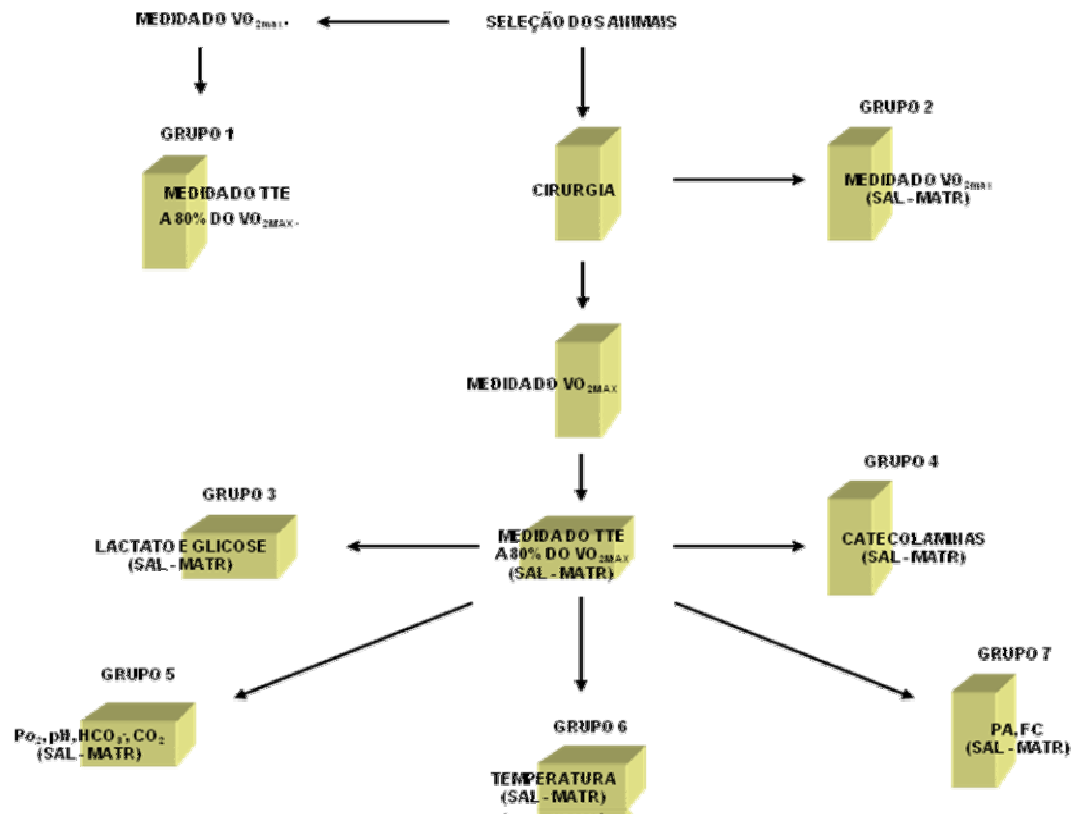 MEDIDA DO VO2max.
SELEÇÃO DOS ANIMAIS
GRUPO 1
MEDIDA DO TTE
A 80% DO VO2MAX.
CIRURGIA
GRUPO 2
MEDIDA DO VO2max
(SAL - MATR)
MEDIDA DO VO2MAX
GRUPO 3
LACTATO E GLICOSE
(SAL - MATR)
MEDIDA DO TTE
A 80% DO VO2MAX
(SAL - MATR)
GRUPO 4
CATECOLAMINAS
(SAL - MATR)
GRUPO 5
Po2, pH, HCO3-, CO2
(SAL - MATR)
GRUPO 6
TEMPERATURA
(SAL - MATR)
GRUPO 7
PA, FC
(SAL - MATR)